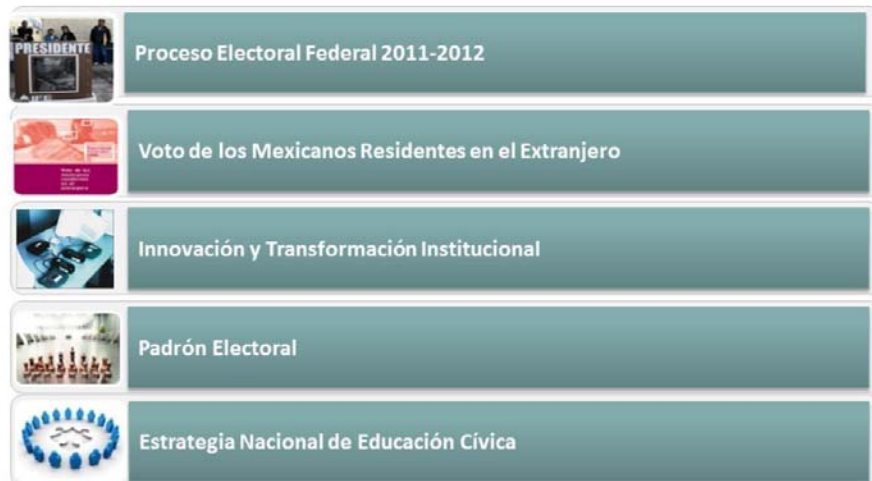 PRESIDENTE
Proceso Electoral Federal 2011-2012
Voto de los Mexicanos Residentes en el Extranjero
Innovación y Transformación Institucional
Padrón Electoral
Estrategia Nacional de Educación Cívica